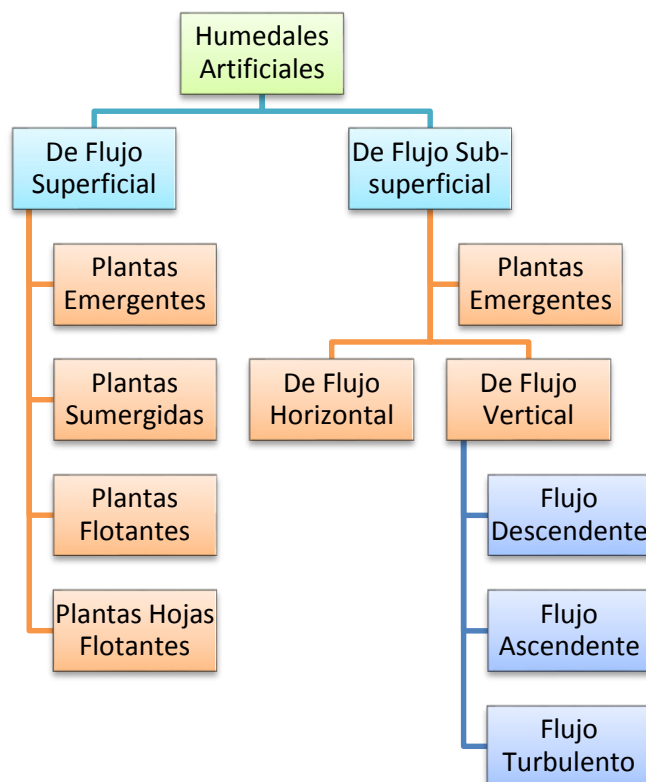 Humedales
Artificiales
De Flujo
Superficial
De Flujo Sub-
superficial
Plantas
Emergentes
Plantas
Sumergidas
Plantas
Flotantes
Plantas Hojas
Flotantes
Plantas
Emergentes
De Flujo
Horizontal
De Flujo
Vertical
Flujo
Descendente
Flujo
Ascendente
Flujo
Turbulento